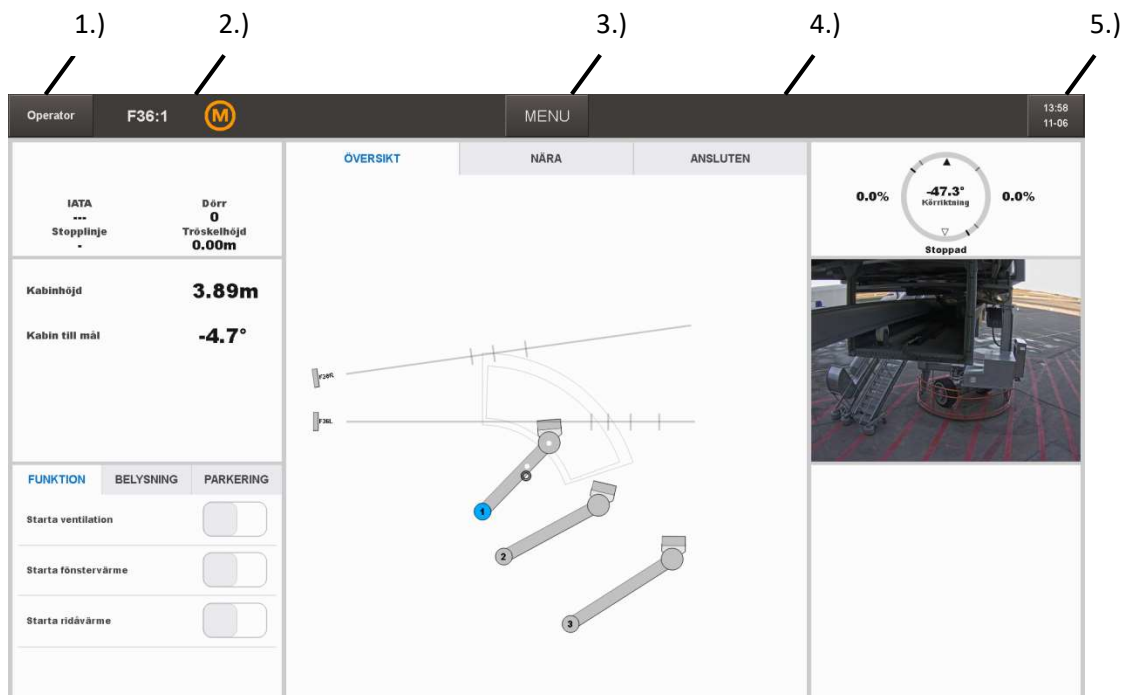 1.) 2.) 3.) 4.) 5.)
Operator F36:1 M MENU 13:58
11-06
IATA Dörr
--- 0
Stopplinje Tröskelhöjd
- 0.00m
Kabinhöjd 3.89m
Kabin till mål -4.7°
FUNKTION BELYSNING PARKERING
Starta ventilation
Starta fönstervärme
Starta ridåvärme
ÖVERSIKT NÄRA ANSLUTEN
F36R
F36L
1
2
3
0.0% -47.3° 0.0%
Körriktning
Stoppad